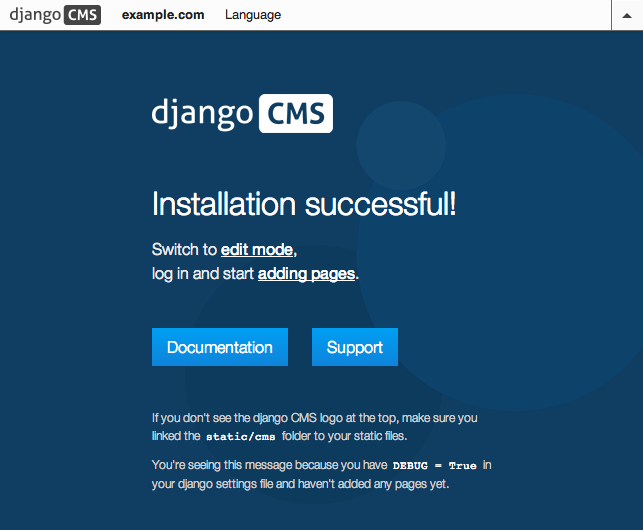 django CMS example.com Language
django CMS
Installation successful!
Switch to edit mode,
log in and start adding pages.
Documentation Support
If you don't see the django CMS logo at the top, make sure you
linked the static/cms folder to your static files.
You're seeing this message because you have DEBUG = True in
your django settings file and haven't added any pages yet.